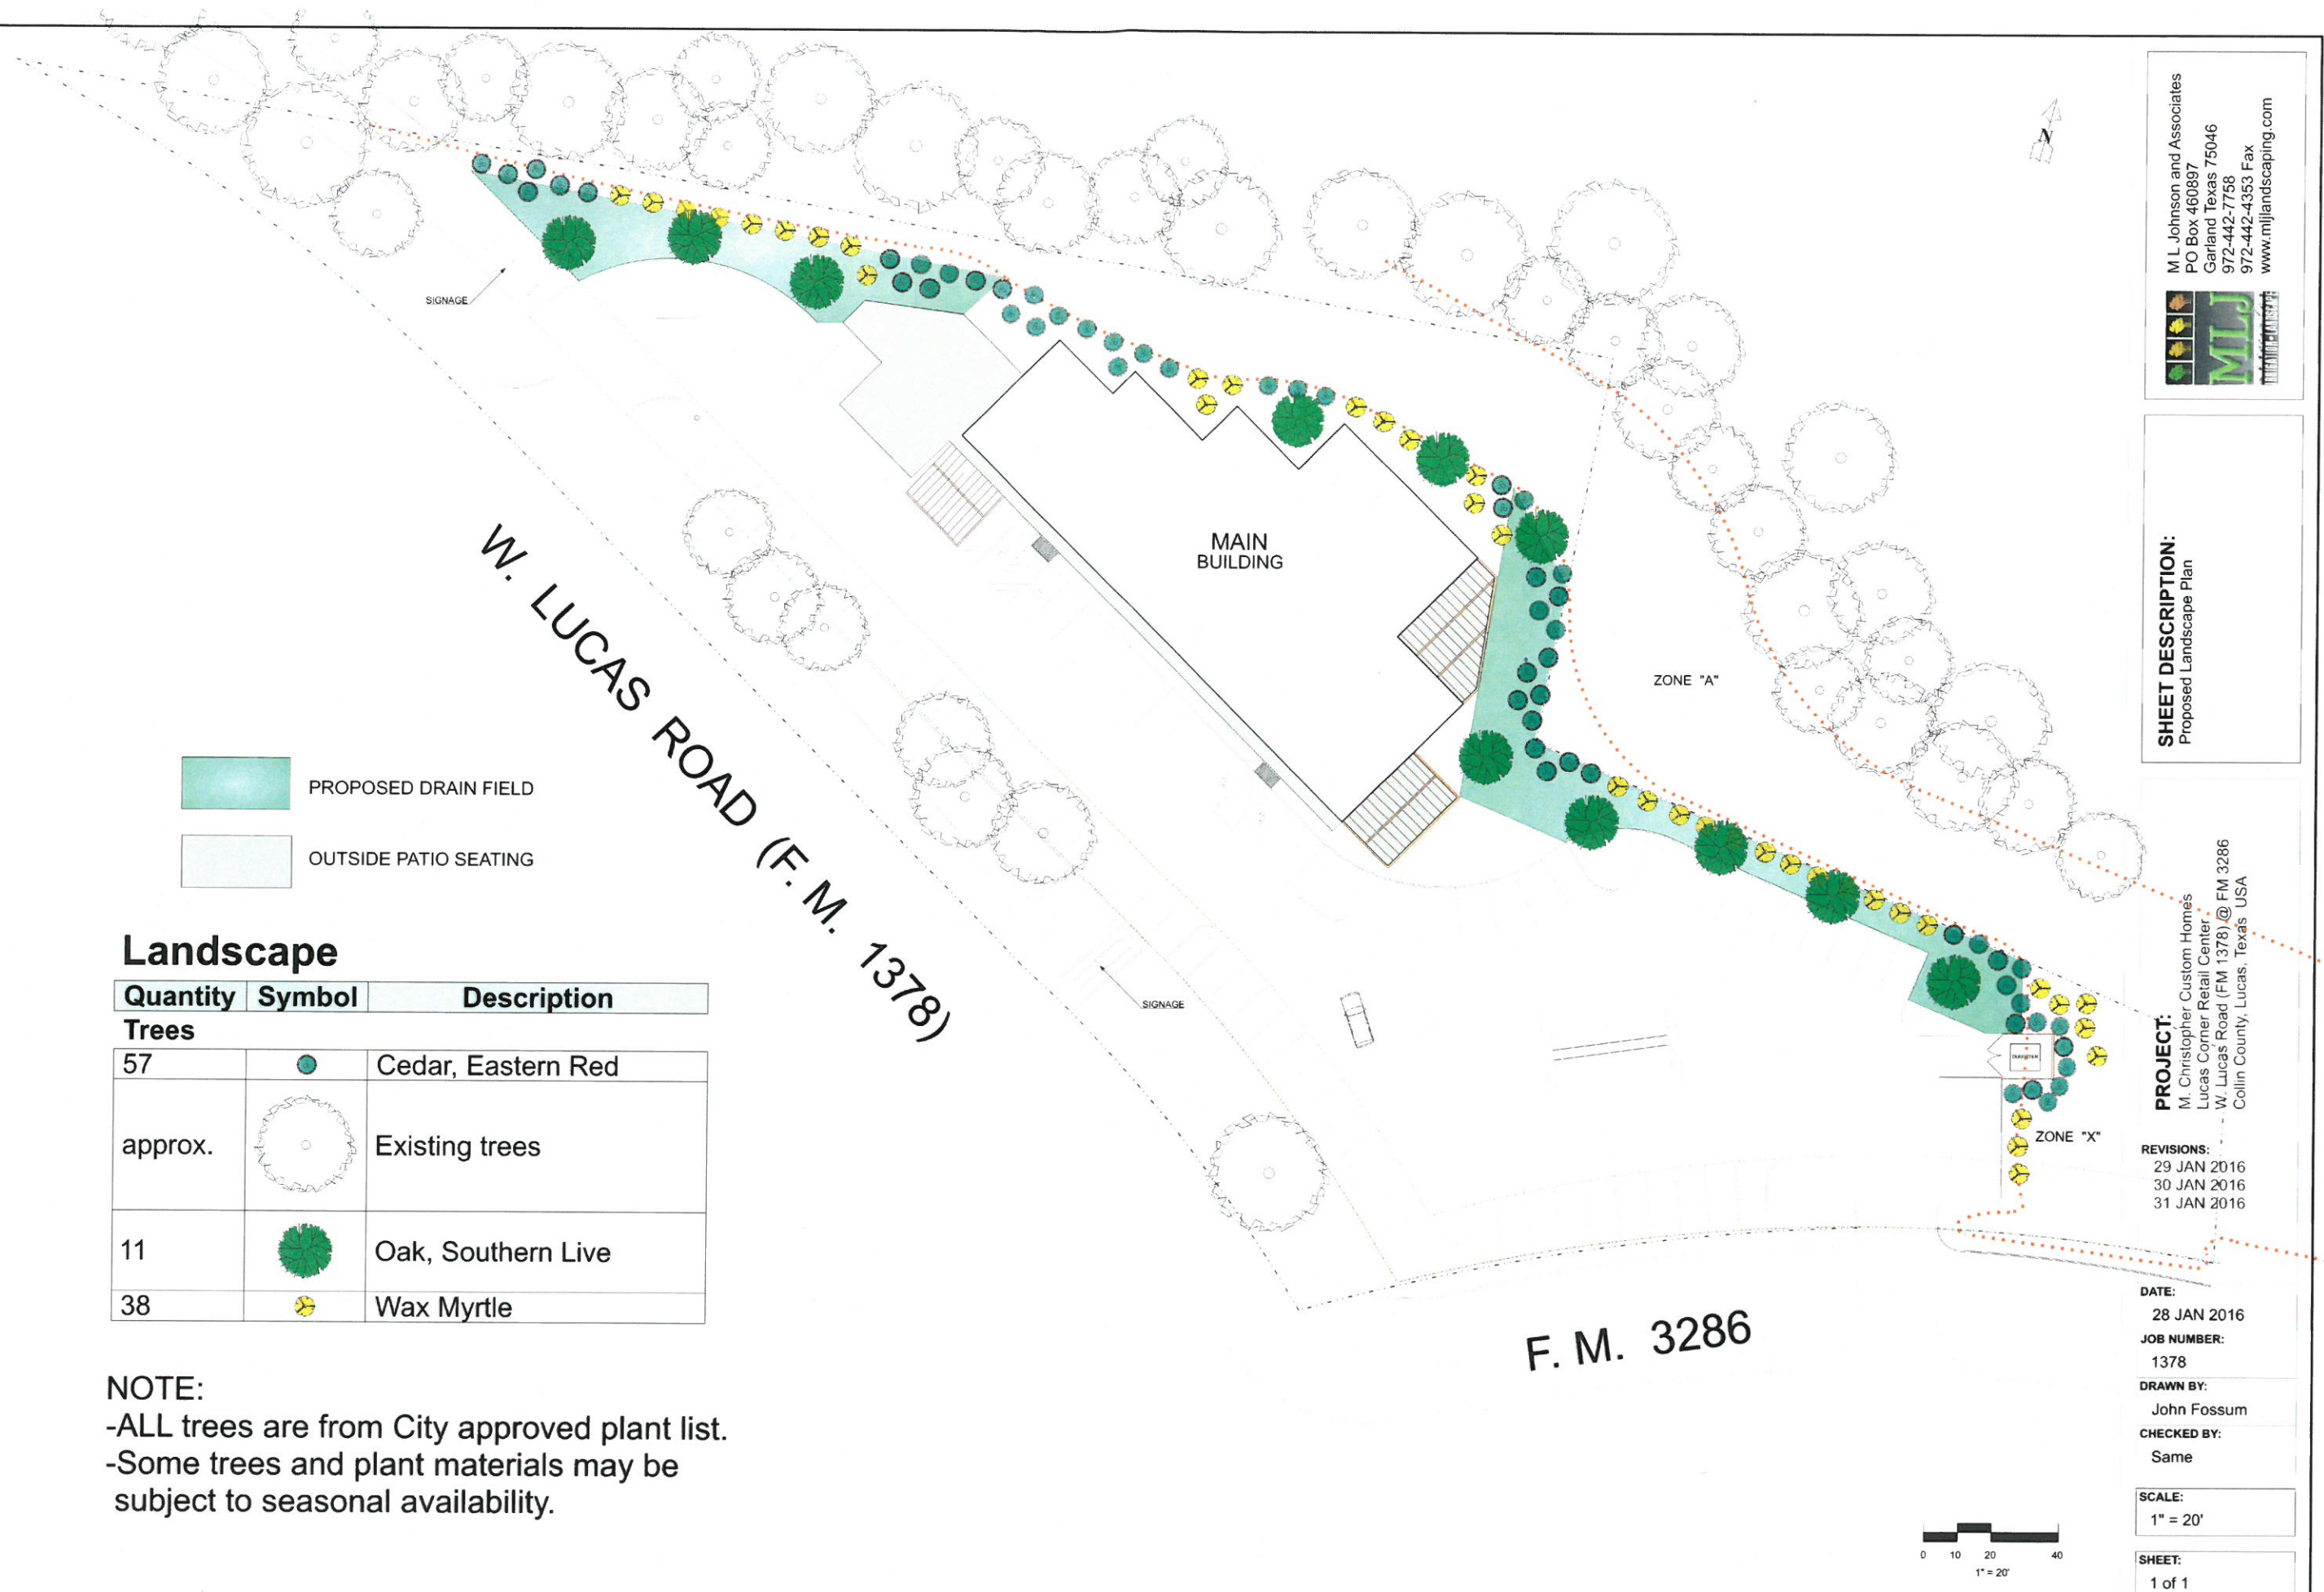 M L Johnson and Associates
PO Box 460897
Garland Texas 75046
972-442-7758
972-442-4353 Fax
www.mljlandscaping.com
MLJ
SHEET DESCRIPTION:
Proposed Landscape Plan
PROJECT:
M. Christopher Custom Homes
Lucas Corner Retail Center
W. Lucas Road (FM 1378) @ FM 3286
Collin County, Lucas, Texas USA
REVISIONS:
29 JAN 2016
30 JAN 2016
31 JAN 2016
DATE:
28 JAN 2016
JOB NUMBER:
1378
DRAWN BY:
John Fossum
CHECKED BY:
Same
SCALE:
1" = 20'
SHEET:
1 of 1
N
SIGNAGE
MAIN
BUILDING
ZONE "A"
W. LUCAS ROAD (F. M. 1378)
SIGNAGE
DUMPSTER
ZONE "X"
F. M. 3286
0 10 20 40
1" = 20'
PROPOSED DRAIN FIELD
OUTSIDE PATIO SEATING
Landscape
Quantity Symbol Description
Trees
57 Cedar, Eastern Red
approx. Existing trees
11 Oak, Southern Live
38 Wax Myrtle
NOTE:
-ALL trees are from City approved plant list.
-Some trees and plant materials may be
subject to seasonal availability.